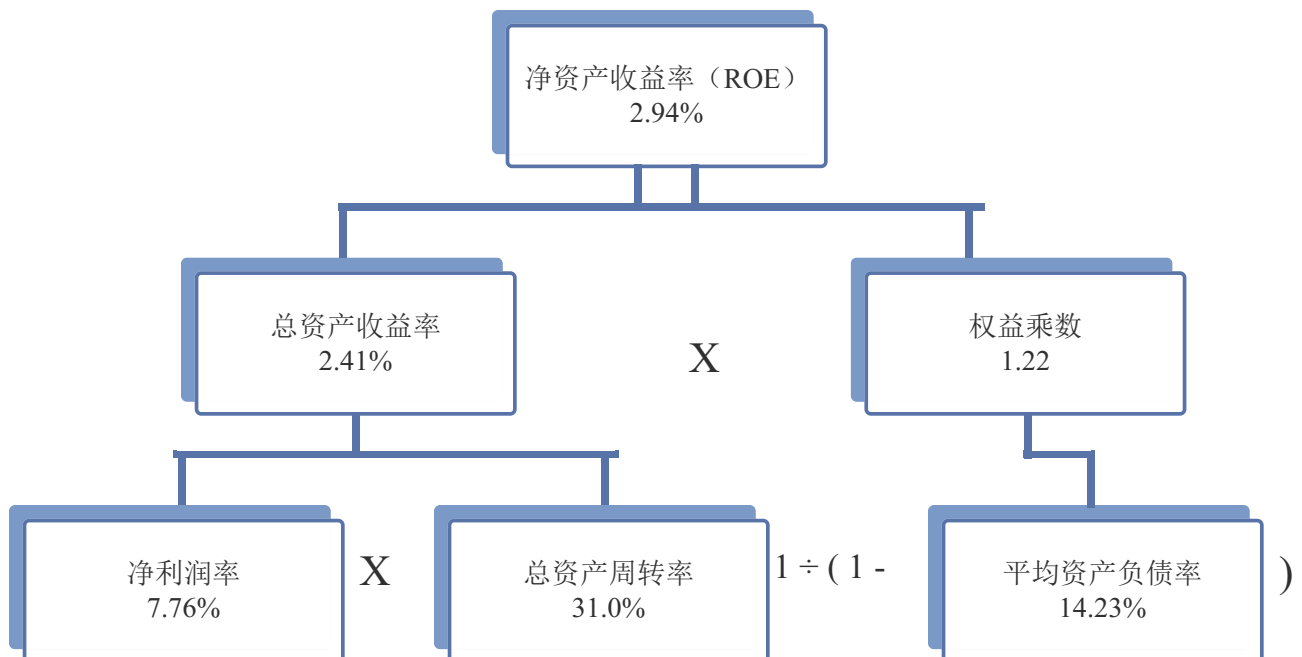 净资产收益率（ROE）
2.94%
总资产收益率
2.41%
X
权益乘数
1.22
净利润率
7.76%
X
总资产周转率
31.0%
1 ÷ ( 1 -
平均资产负债率
14.23%
)